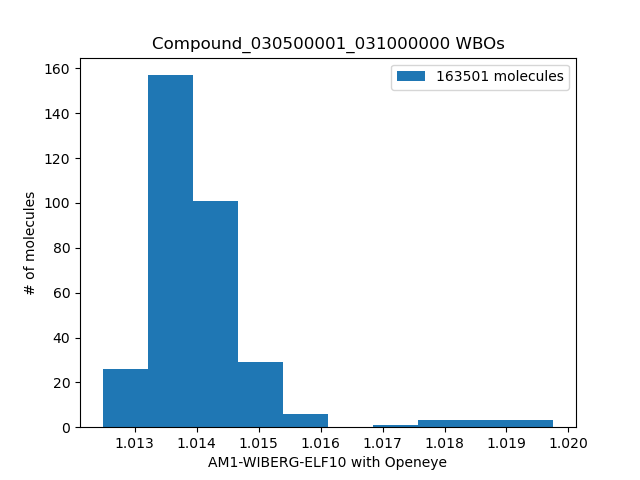 Compound_030500001_031000000 WBOs
163501 molecules
160
140
120
100
80
60
40
20
0
# of molecules
1.013 1.014 1.015 1.016 1.017 1.018 1.019 1.020
AM1-WIBERG-ELF10 with Openeye